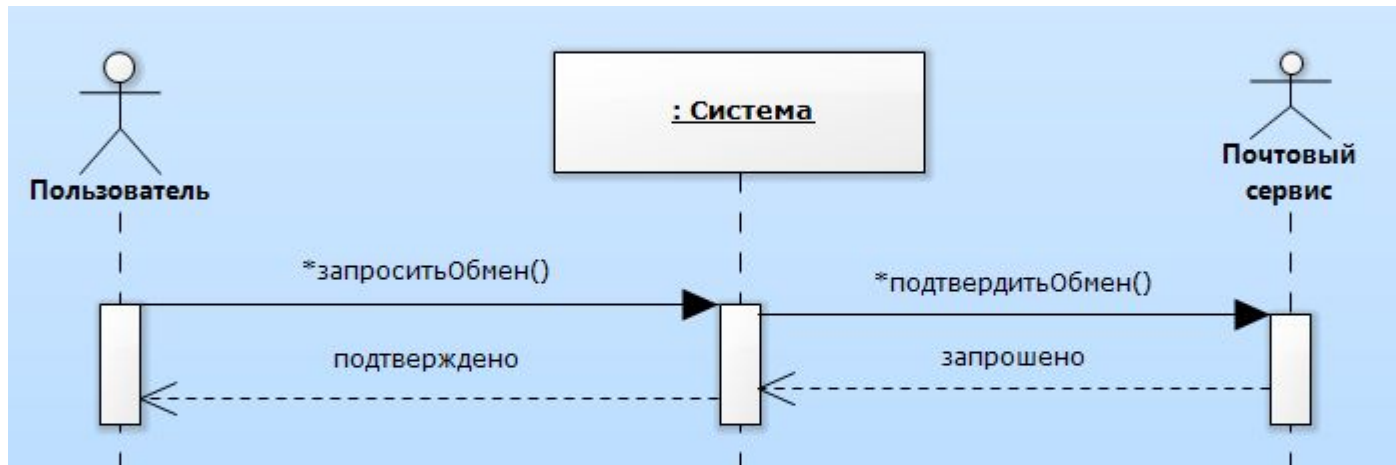 : Система
Почтовый
сервис
Пользователь
*запроситьОбмен()
*подтвердитьОбмен()
подтверждено
запрошено